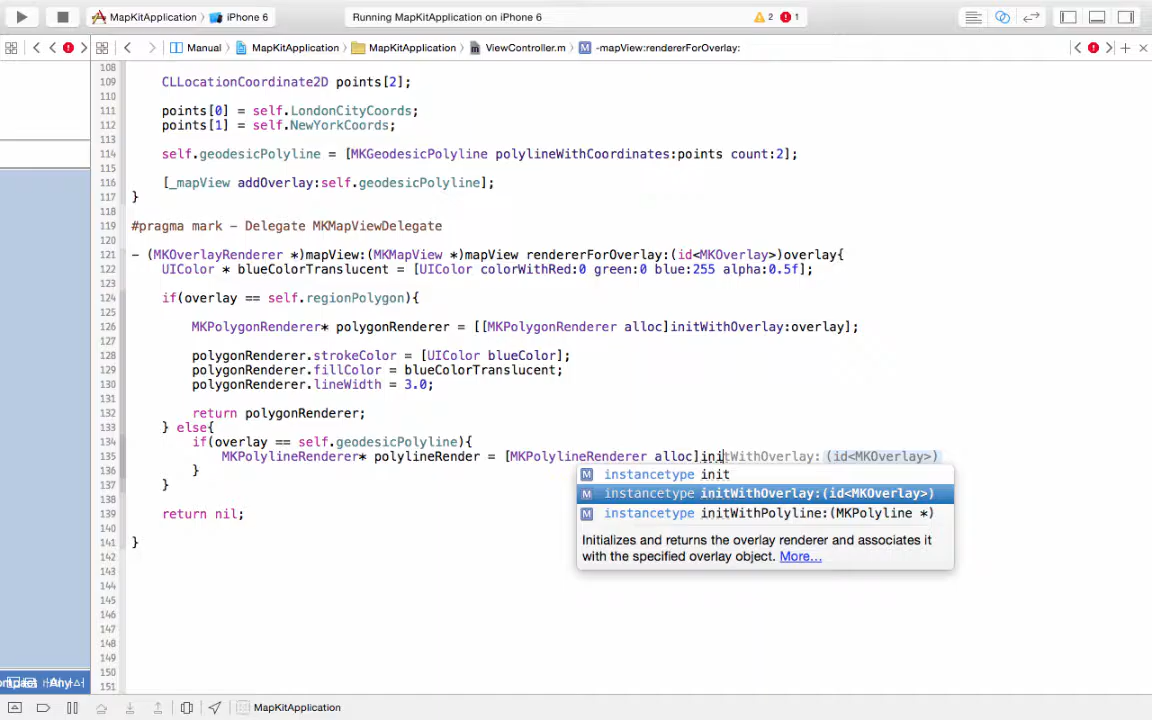 MapKitApplication > iPhone 6
Running MapKitApplication on iPhone 6
2 1
Manual > MapKitApplication > MapKitApplication > ViewController.m > -mapView:rendererForOverlay:
108
109 CLLocationCoordinate2D points[2];
110
111 points[0] = self.LondonCityCoords;
112 points[1] = self.NewYorkCoords;
113
114 self.geodesicPolyline = [MKGeodesicPolyline polylineWithCoordinates:points count:2];
115
116 [_mapView addOverlay:self.geodesicPolyline];
117 }
118
119 #pragma mark - Delegate MKMapViewDelegate
120
121 - (MKOverlayRenderer *)mapView:(MKMapView *)mapView rendererForOverlay:(id<MKOverlay>)overlay{
122 UIColor * blueColorTranslucent = [UIColor colorWithRed:0 green:0 blue:255 alpha:0.5f];
123
124 if(overlay == self.regionPolygon){
125
126 MKPolygonRenderer* polygonRenderer = [[MKPolygonRenderer alloc]initWithOverlay:overlay];
127
128 polygonRenderer.strokeColor = [UIColor blueColor];
129 polygonRenderer.fillColor = blueColorTranslucent;
130 polygonRenderer.lineWidth = 3.0;
131
132 return polygonRenderer;
133 } else{
134 if(overlay == self.geodesicPolyline){
135 MKPolylineRenderer* polylineRender = [MKPolylineRenderer alloc]initWithOverlay:(id<MKOverlay>)
136 }
137 }
138
139 return nil;
140
141 }
142
143
144
145
146
147
148
149
150
151
M instancetype init
M instancetype initWithOverlay:(id<MKOverlay>)
M instancetype initWithPolyline:(MKPolyline *)
Initializes and returns the overlay renderer and associates it
with the specified overlay object. More...
Any
MapKitApplication